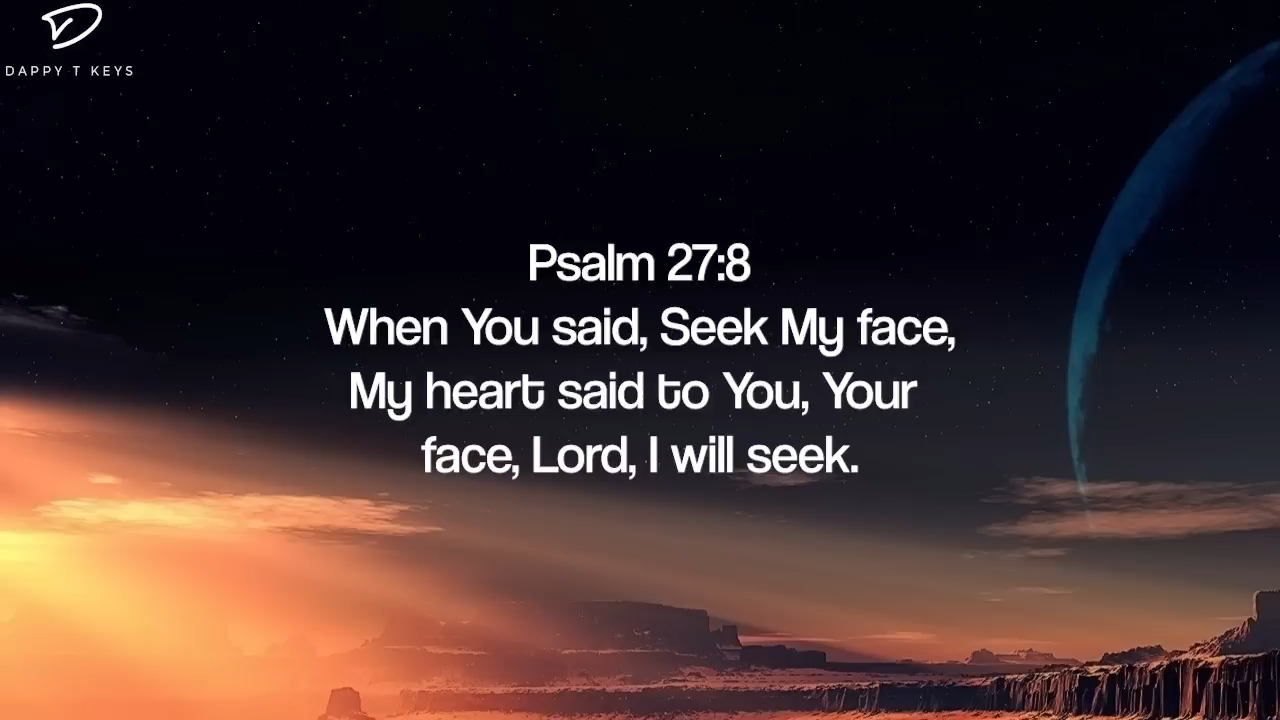 DAPPY T KEYS
Psalm 27:8
When You said, Seek My face,
My heart said to You, Your
face, Lord, I will seek.